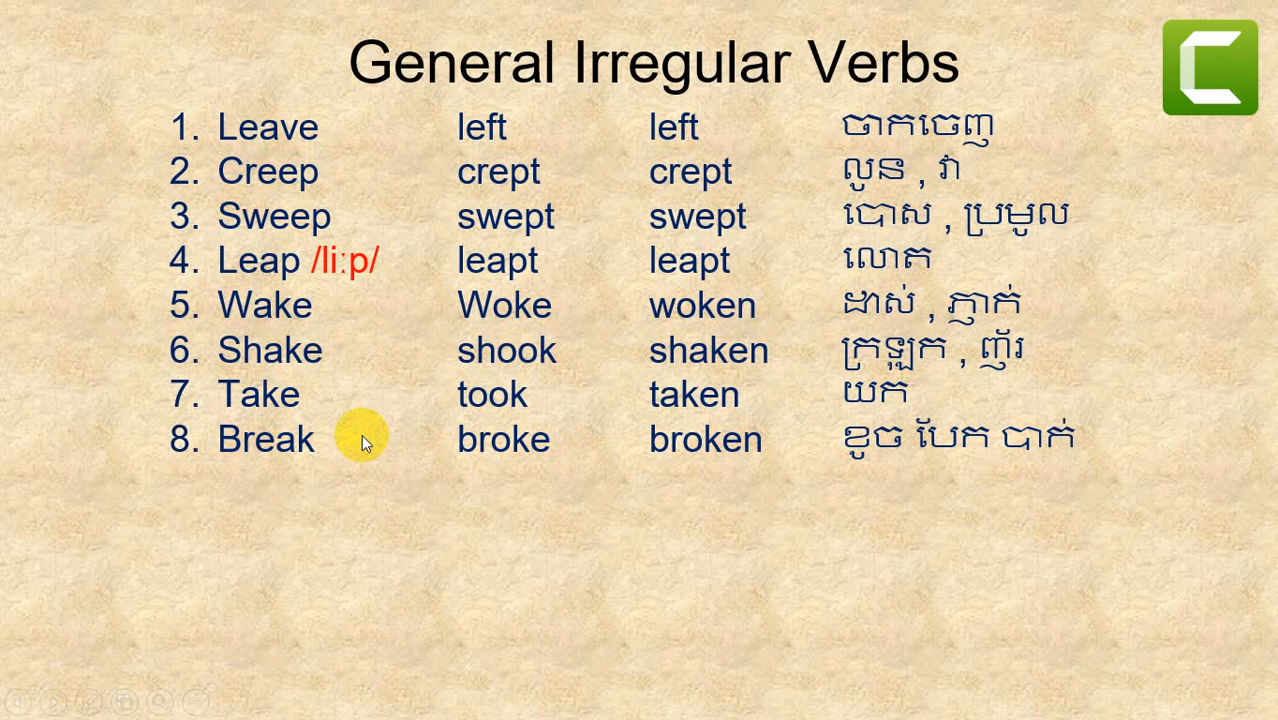 General Irregular Verbs
1. Leave left left ចាកចេញ
2. Creep crept crept លូន , វា
3. Sweep swept swept បោស , ប្រមូល
4. Leap /liːp/ leapt leapt លោត
5. Wake Woke woken ដាស់ , ភ្ញាក់
6. Shake shook shaken ក្រឡុក , ញ័រ
7. Take took taken យក
8. Break broke broken ខូច បែក បាក់